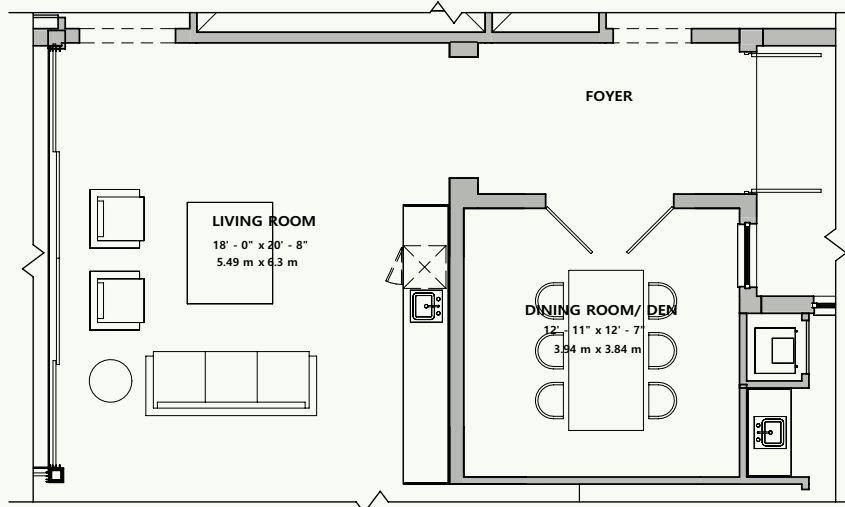 FOYER
LIVING ROOM
18' - 0" x 20' - 8"
5.49 m x 6.3 m
DINING ROOM/ DEN
12' - 11" x 12' - 7"
3.94 m x 3.84 m